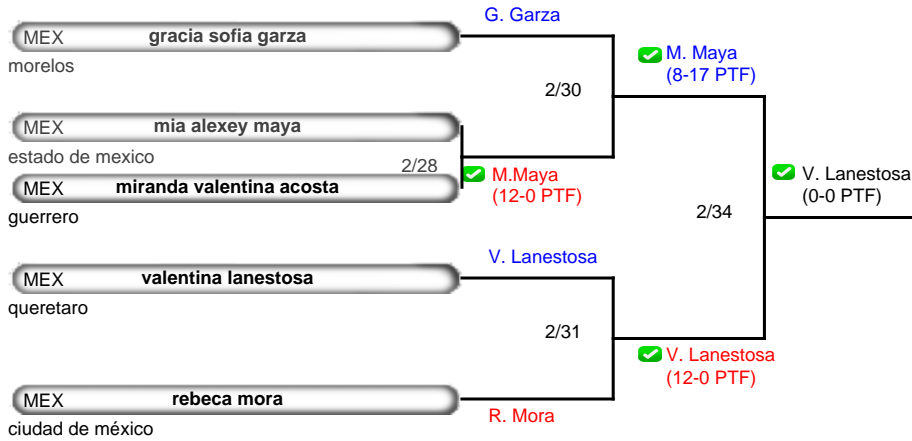 G. Garza
MEX gracia sofia garza
morelos
M. Maya
(8-17 PTF)
2/30
MEX mia alexey maya
estado de mexico
2/28
M.Maya
(12-0 PTF)
V. Lanestosa
(0-0 PTF)
MEX miranda valentina acosta
guerrero
2/34
V. Lanestosa
MEX valentina lanestosa
queretaro
2/31
V. Lanestosa
(12-0 PTF)
MEX rebeca mora
R. Mora
ciudad de méxico